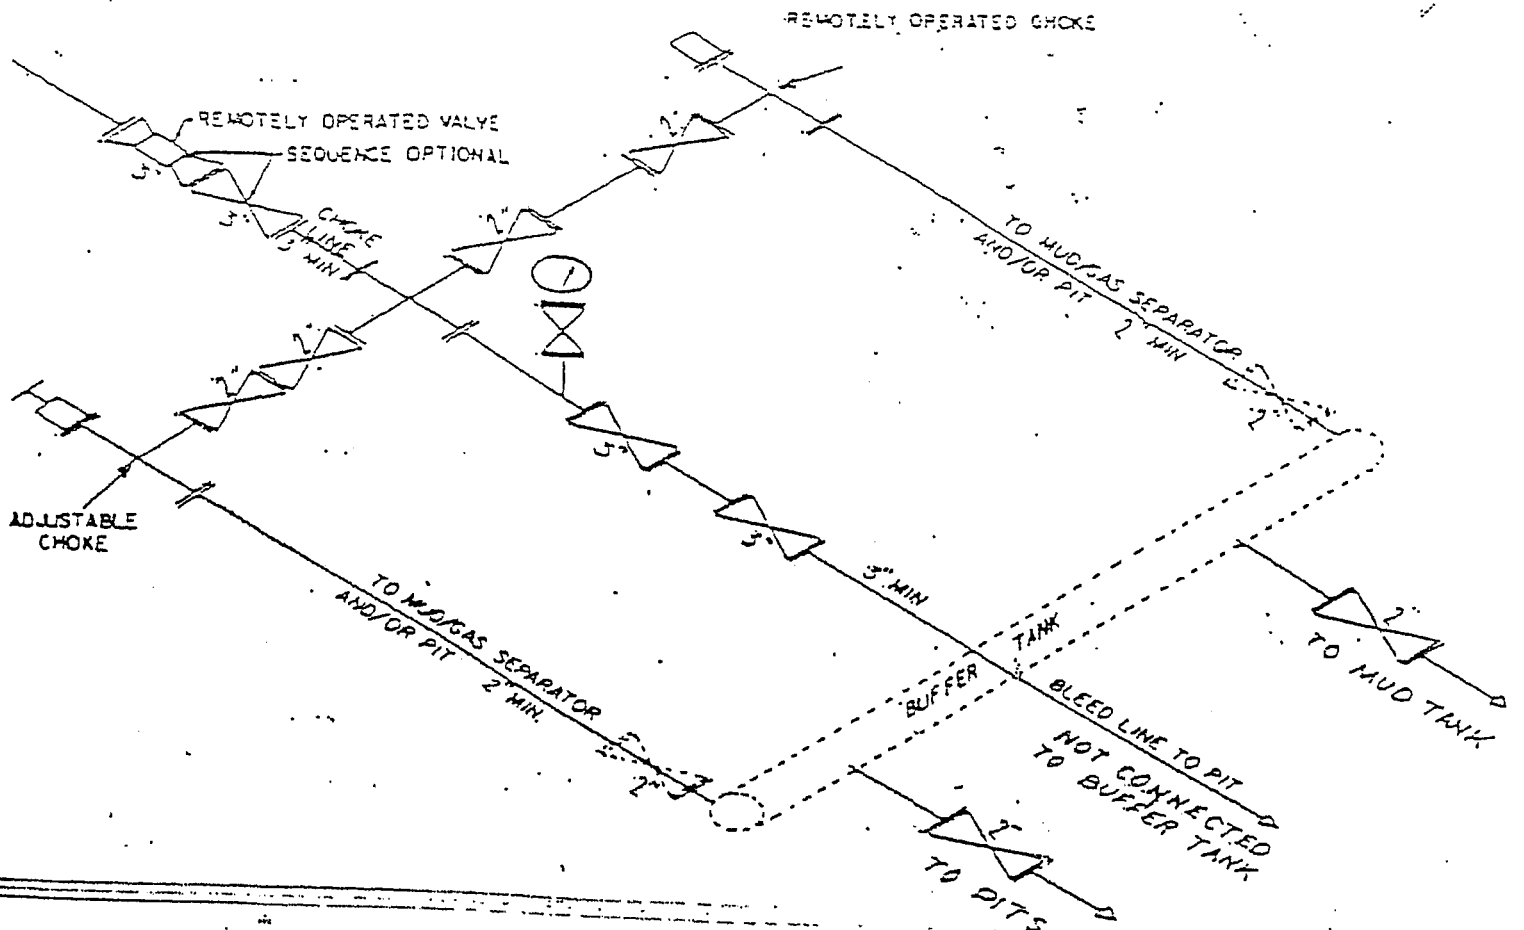 REMOTELY OPERATED CHOKE
REMOTELY OPERATED VALVE
SEQUENCE OPTIONAL
3"
3"
CHOKE
LINE
3 MIN
2"
2"
2"
2"
ADJUSTABLE
CHOKE
TO MUD/GAS SEPARATOR
AND/OR PIT
2" MIN
2
3"
3"
3" MIN
TO MUD/GAS SEPARATOR
AND/OR PIT
2" MIN.
2"
BUFFER TANK
2"
TO MUD TANK
BLEED LINE TO PIT
NOT CONNECTED
TO BUFFER TANK
2"
TO PITS